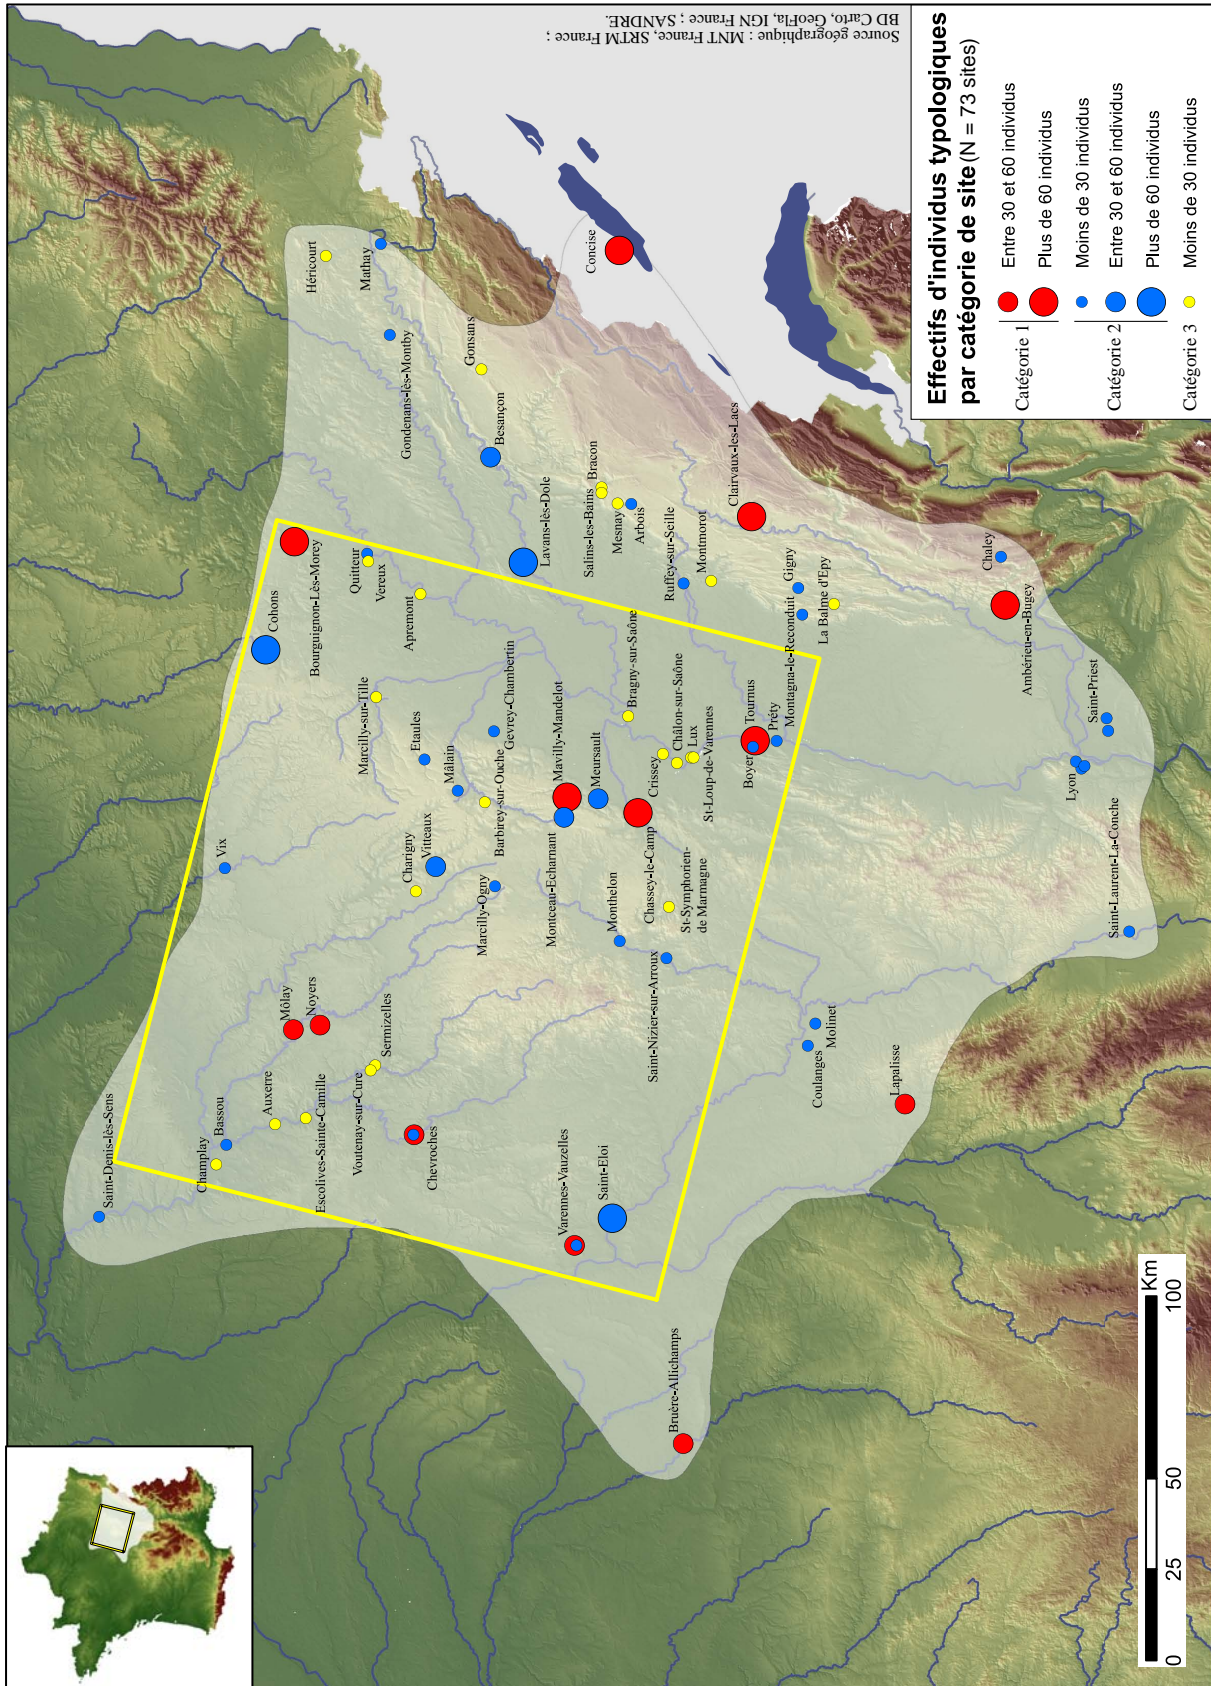 Source géographique : MNT France, SRTM France ;
BD Carto, GeoFla, IGN France ; SANDRE.
Effectifs d'individus typologiques
par catégorie de site (N = 73 sites)
Catégorie 1
Entre 30 et 60 individus
Plus de 60 individus
Catégorie 2
Moins de 30 individus
Entre 30 et 60 individus
Plus de 60 individus
Catégorie 3
Moins de 30 individus
Saint-Denis-lès-Sens
Champlay
Bassou
Auxerre
Escolives-Sainte-Camille
Môlay
Noyers
Voutenay-sur-Cure
Sermizelles
Chevroches
Varennes-Vauzelles
Saint-Eloi
Bruère-Allichamps
Vix
Cohons
Bourguignon-Lès-Morey
Quitteur
Vereux
Apremont
Marcilly-sur-Tille
Etaules
Mâlain
Gevrey-Chambertin
Barbirey-sur-Ouche
Charigny
Vitteaux
Marcilly-Ogny
Mavilly-Mandelot
Montceau-Echarnant
Meursault
Monthelon
Chassey-le-Camp
Saint-Nizier-sur-Arroux
St-Symphorien-
de Marmagne
Crissey
Bragny-sur-Saône
Châlon-sur-Saône
Lux
St-Loup-de-Varennes
Boyer
Tournus
Préty
Héricourt
Mathay
Gondenans-lès-Montby
Gonsans
Besançon
Lavans-lès-Dole
Salins-les-Bains
Bracon
Mesnay
Arbois
Concise
Clairvaux-les-Lacs
Ruffey-sur-Seille
Montmorot
Gigny
Montagna-le-Reconduit
La Balme d'Epy
Chaley
Ambérieu-en-Bugey
Saint-Priest
Lyon
Saint-Laurent-La-Conche
Molinet
Coulanges
Lapalisse
Km
0
25
50
100